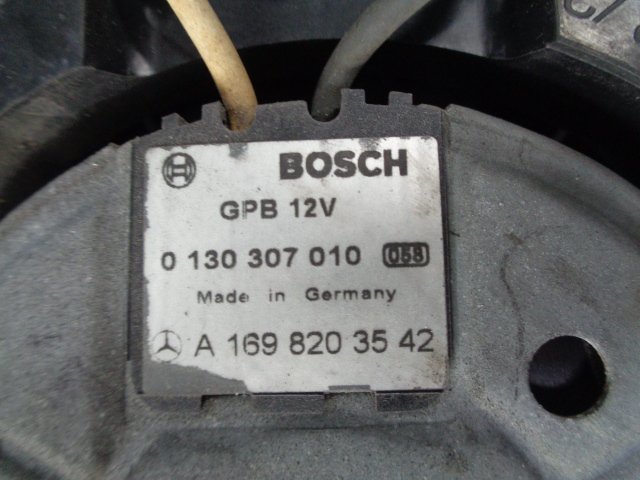 BOSCH
GPB 12V
0 130 307 010 058
Made in Germany
A 169 820 35 42